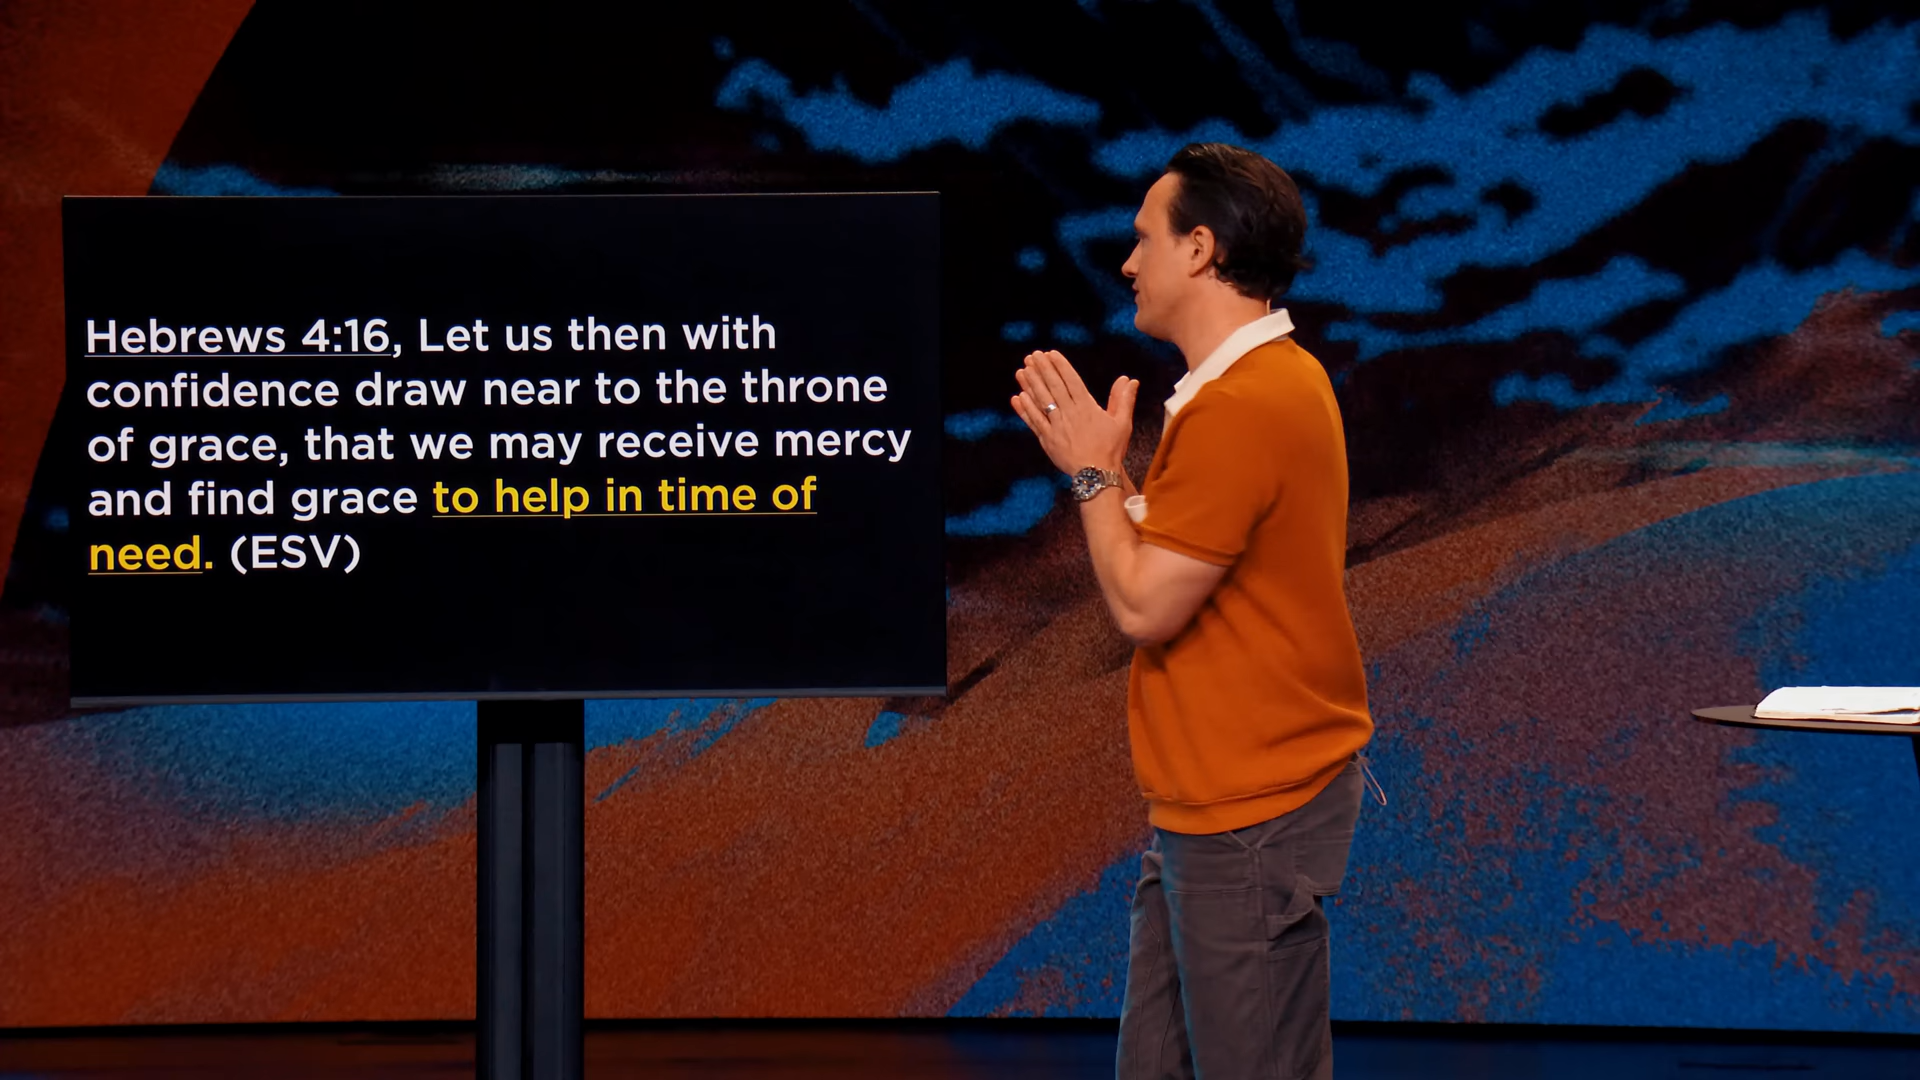 Hebrews 4:16, Let us then with
confidence draw near to the throne
of grace, that we may receive mercy
and find grace to help in time of
need. (ESV)